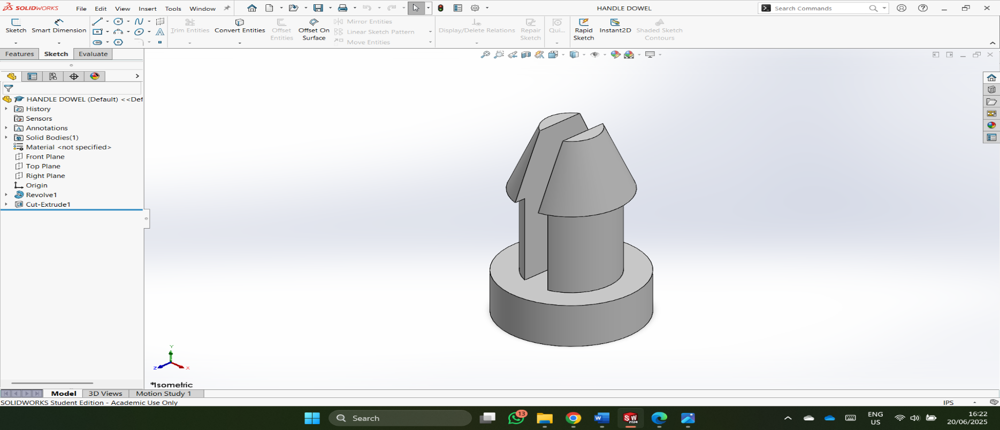 SOLIDWORKS File Edit View Insert Tools Window HANDLE DOWEL Search Commands
Sketch Smart Dimension Trim Entities Convert Entities Offset Entities Offset On Surface Mirror Entities Linear Sketch Pattern Move Entities Display/Delete Relations Repair Sketch Qui... Rapid Sketch Instant2D Shaded Sketch Contours
Features Sketch Evaluate
HANDLE DOWEL (Default) <<Def
History
Sensors
Annotations
Solid Bodies(1)
Material <not specified>
Front Plane
Top Plane
Right Plane
Origin
Revolve1
Cut-Extrude1
Y
Z X
*Isometric
Model 3D Views Motion Study 1
SOLIDWORKS Student Edition - Academic Use Only IPS
Search 13 W SW 2024 ENG US 16:22 20/06/2025